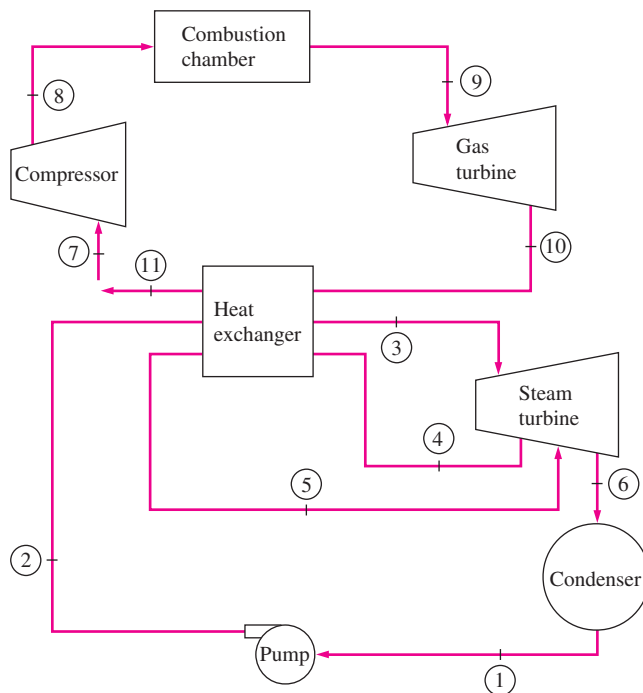 Combustion
chamber
8
9
Gas
turbine
Compressor
7
11
10
Heat
exchanger
3
Steam
turbine
4
5
6
2
Condenser
Pump
1